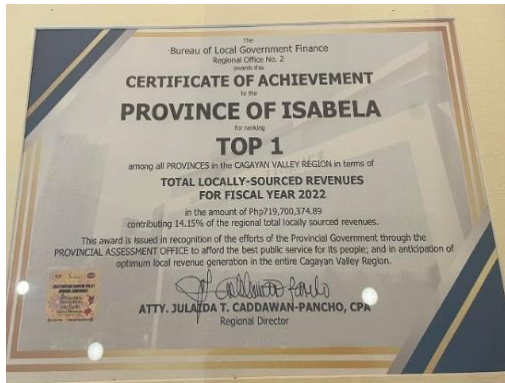 The
Bureau of Local Government Finance
Regional Office No. 2
awards this
CERTIFICATE OF ACHIEVEMENT
to the
PROVINCE OF ISABELA
for ranking
TOP 1
among all PROVINCES in the CAGAYAN VALLEY REGION in terms of
TOTAL LOCALLY-SOURCED REVENUES
FOR FISCAL YEAR 2022
in the amount of Php719,700,374.89
contributing 14.15% of the regional total locally sourced revenues.
This award is issued in recognition of the efforts of the Provincial Government through the
PROVINCIAL ASSESSMENT OFFICE to afford the best public service for its people; and in anticipation of
optimum local revenue generation in the entire Cagayan Valley Region.
ATTY. JULAIDA T. CADDAWAN-PANCHO, CPA
Regional Director